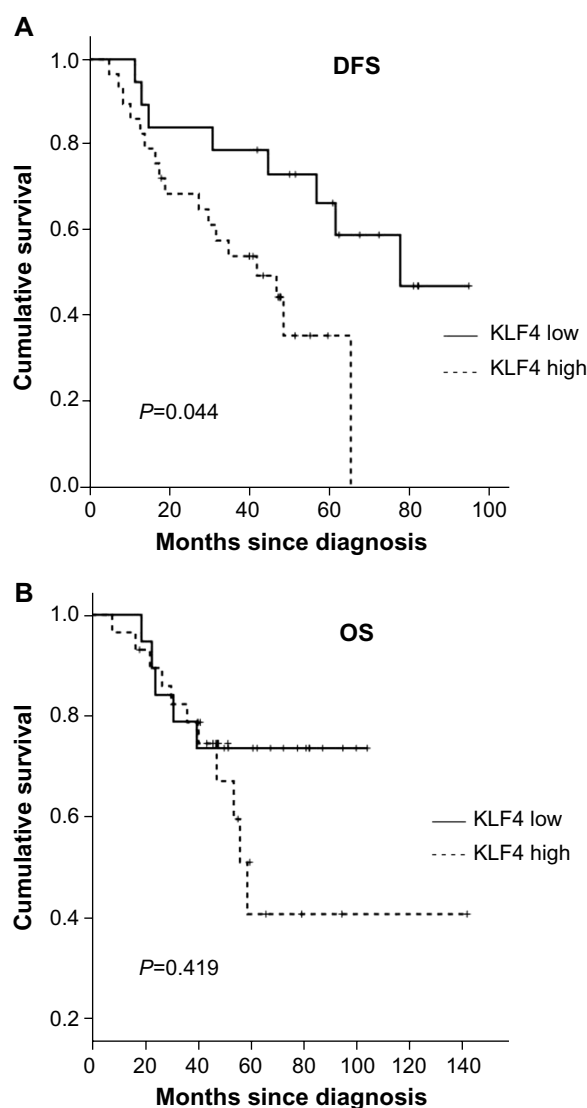 A
DFS
1.0
0.8
0.6
0.4
0.2
0.0
Cumulative survival
KLF4 low
KLF4 high
P=0.044
0 20 40 60 80 100
Months since diagnosis
B
OS
1.0
0.8
0.6
0.4
0.2
Cumulative survival
KLF4 low
KLF4 high
P=0.419
0 20 40 60 80 100 120 140
Months since diagnosis